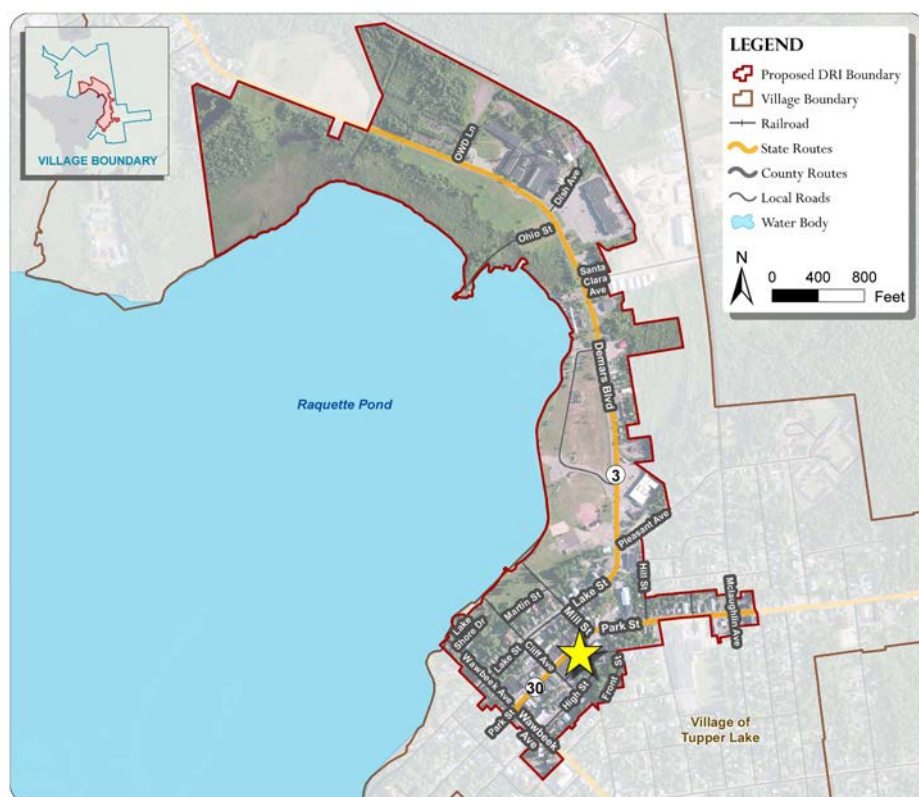 VILLAGE BOUNDARY
LEGEND
Proposed DRI Boundary
Village Boundary
Railroad
State Routes
County Routes
Local Roads
Water Body
N
0 400 800
Feet
OWD Ln
Dish Ave
Ohio St
Santa
Clara
Ave
Demars Blvd
Raquette Pond
3
Pleasant Ave
Hill St
Lake St
Mclaughlin Ave
Martin St
Mill St
Park St
Lake
Shore Dr
Lake St
Cliff Ave
Wawbeek Ave
Front St
30
High St
Park St
Wawbeek
Ave
Village of
Tupper Lake